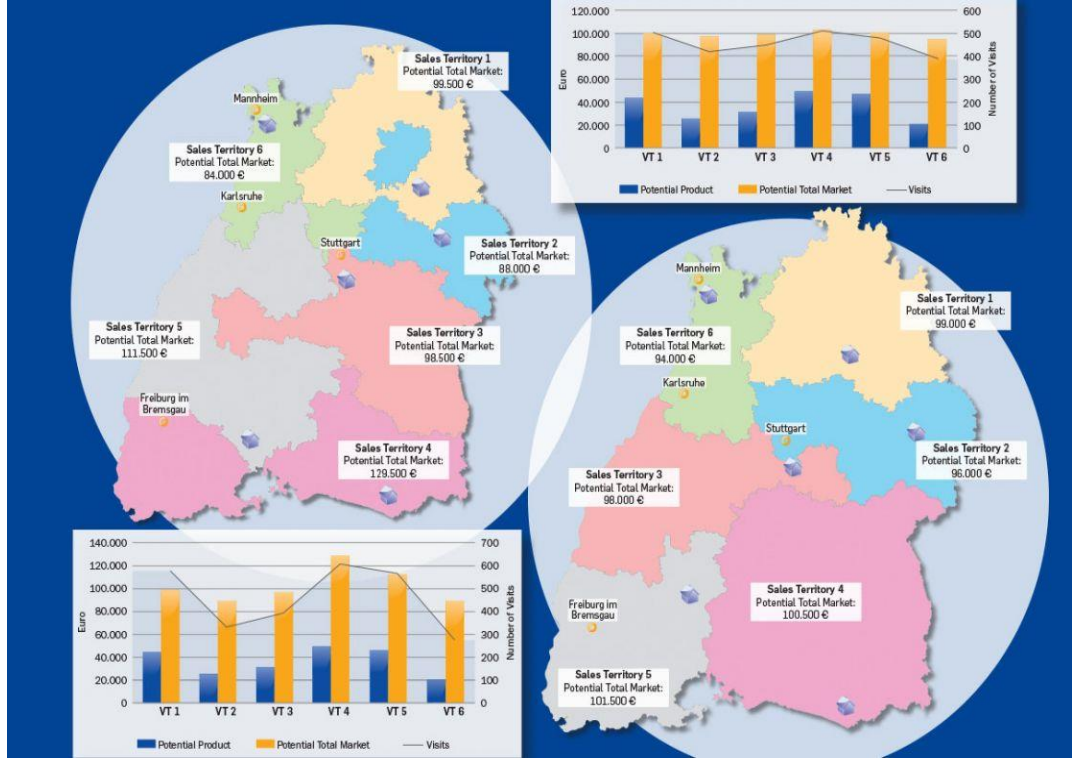 Sales Territory 1
Potential Total Market:
99.500 €
Mannheim
Sales Territory 6
Potential Total Market:
84.000 €
Karlsruhe
Stuttgart
Sales Territory 2
Potential Total Market:
88.000 €
Sales Territory 5
Potential Total Market:
111.500 €
Sales Territory 3
Potential Total Market:
98.500 €
Freiburg im
Bremsgau
Sales Territory 4
Potential Total Market:
129.500 €
120.000
100.000
80.000
60.000
40.000
20.000
0
Euro
600
500
400
300
200
100
0
Number of Visits
VT 1 VT 2 VT 3 VT 4 VT 5 VT 6
Potential Product Potential Total Market Visits
Mannheim
Sales Territory 1
Potential Total Market:
99.000 €
Sales Territory 6
Potential Total Market:
94.000 €
Karlsruhe
Stuttgart
Sales Territory 2
Potential Total Market:
96.000 €
Sales Territory 3
Potential Total Market:
98.000 €
Sales Territory 4
Potential Total Market:
100.500 €
Freiburg im
Bremsgau
Sales Territory 5
Potential Total Market:
101.500 €
140.000
120.000
100.000
80.000
60.000
40.000
20.000
0
Euro
700
600
500
400
300
200
100
0
Number of Visits
VT 1 VT 2 VT 3 VT 4 VT 5 VT 6
Potential Product Potential Total Market Visits